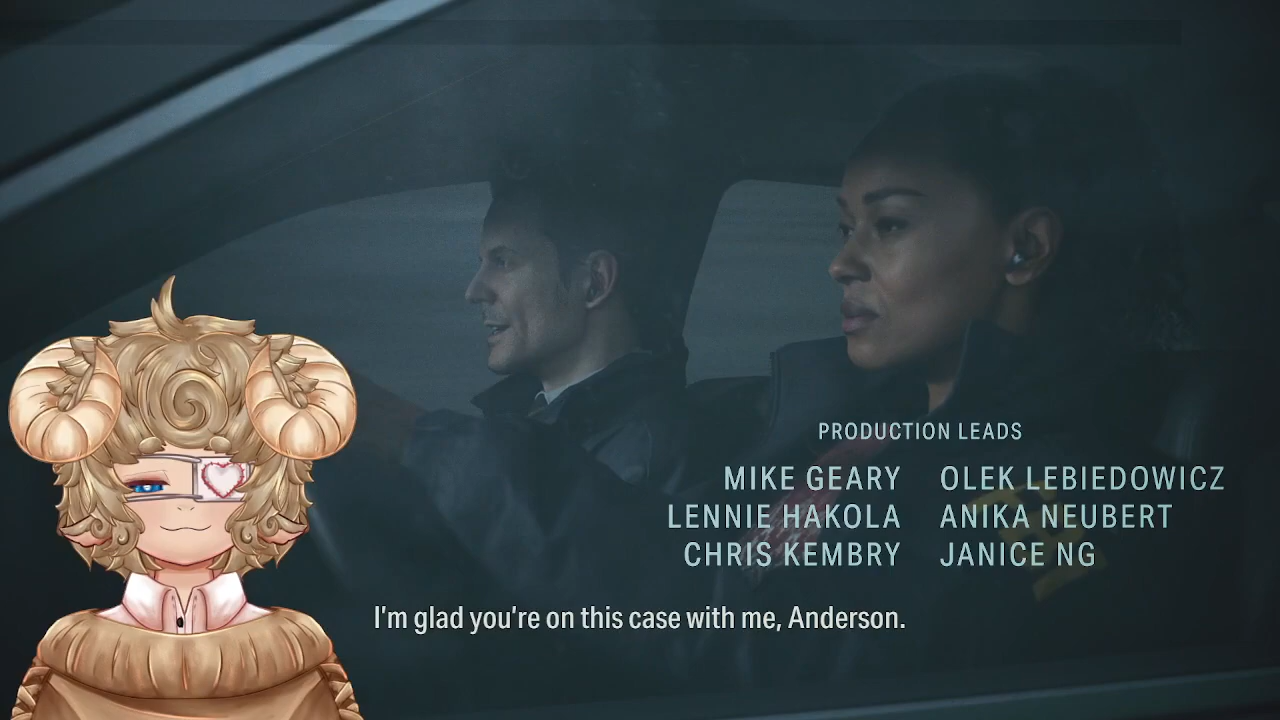 PRODUCTION LEADS
MIKE GEARY OLEK LEBIEDOWICZ
LENNIE HAKOLA ANIKA NEUBERT
CHRIS KEMBRY JANICE NG
I'm glad you're on this case with me, Anderson.